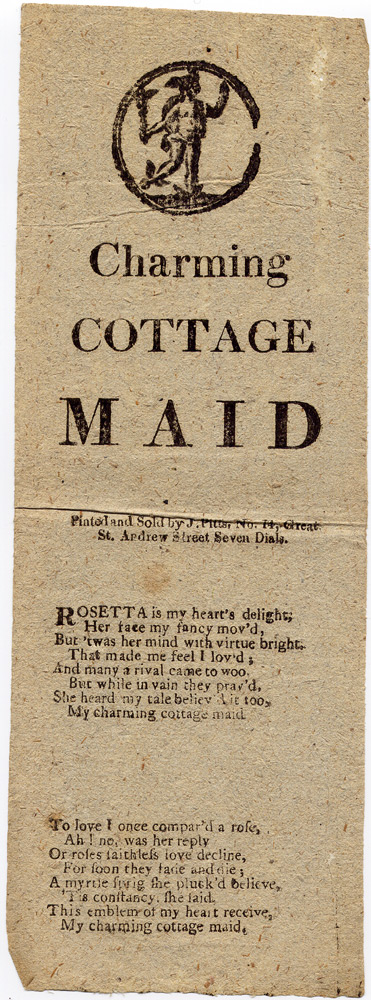 Charming
COTTAGE
MAID
Pinted and Sold by J. Pitts, No. 14, Great
St. Andrew Street Seven Dials.
ROSETTA is my heart's delight;
Her face my fancy mov'd,
But 'twas her mind with virtue bright,
That made me feel I lov'd;
And many a rival came to woo.
But while in vain they pray'd,
She heard my tale believ'd it too,
My charming cottage maid
To love I once compar'd a rose,
Ah! no, was her reply
Or roſes faithleſs love decline,
For ſoon they fade and die;
A myrtle ſprig ſhe pluck'd believe,
'Tis conſtancy, ſhe ſaid.
This emblem of my heart receive,
My charming cottage maid,